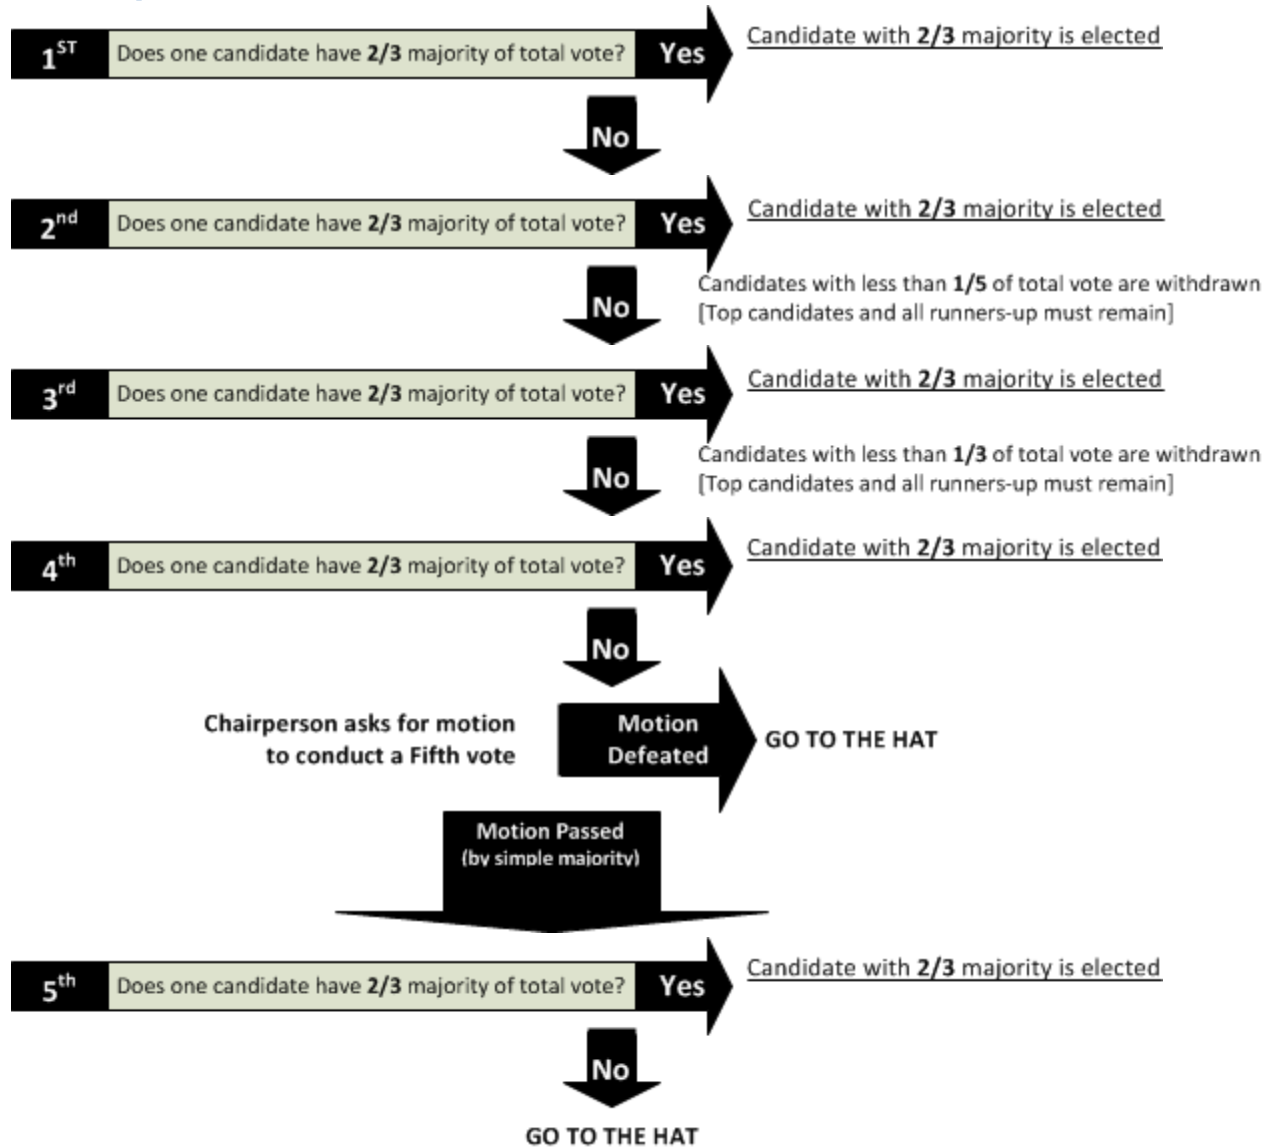 1ST Does one candidate have 2/3 majority of total vote? Yes Candidate with 2/3 majority is elected
No
2nd Does one candidate have 2/3 majority of total vote? Yes Candidate with 2/3 majority is elected
No
Candidates with less than 1/5 of total vote are withdrawn
[Top candidates and all runners-up must remain]
3rd Does one candidate have 2/3 majority of total vote? Yes Candidate with 2/3 majority is elected
No
Candidates with less than 1/3 of total vote are withdrawn
[Top candidates and all runners-up must remain]
4th Does one candidate have 2/3 majority of total vote? Yes Candidate with 2/3 majority is elected
No
Chairperson asks for motion
to conduct a Fifth vote
Motion
Defeated
GO TO THE HAT
Motion Passed
(by simple majority)
5th Does one candidate have 2/3 majority of total vote? Yes Candidate with 2/3 majority is elected
No
GO TO THE HAT